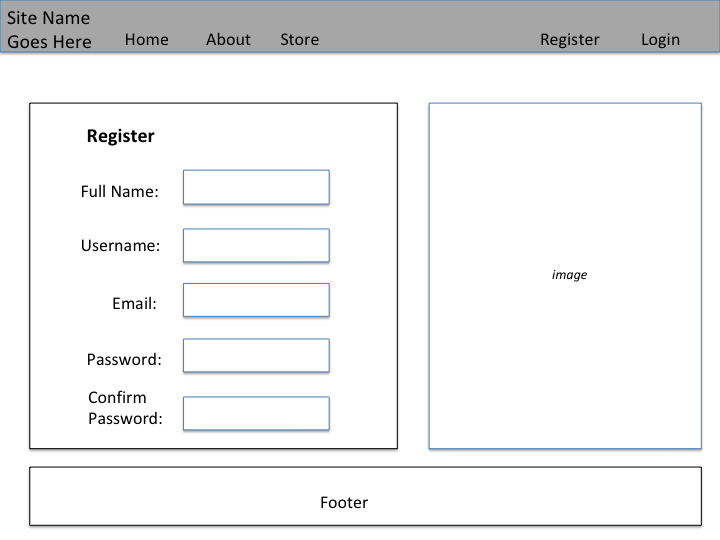 Site Name
Goes Here
Home About Store Register Login
Register
Full Name:
Username:
Email:
Password:
Confirm
Password:
image
Footer